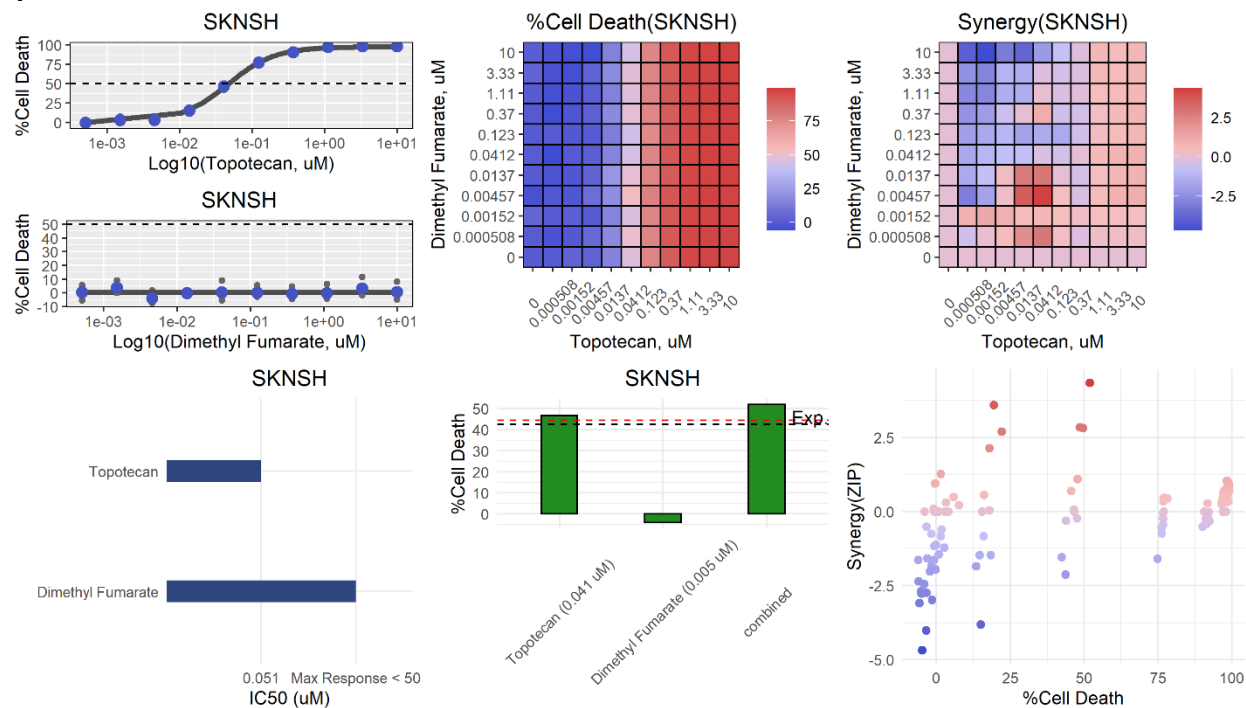 SKNSH
%Cell Death
100
75
50
25
0
1e-03
1e-02
1e-01
1e+00
1e+01
Log10(Topotecan, uM)
SKNSH
%Cell Death
50
40
30
20
10
0
-10
1e-03
1e-02
1e-01
1e+00
1e+01
Log10(Dimethyl Fumarate, uM)
%Cell Death(SKNSH)
Dimethyl Fumarate, uM
10
3.33
1.11
0.37
0.123
0.0412
0.0137
0.00457
0.00152
0.000508
0
0
0.000508
0.00152
0.00457
0.0137
0.0412
0.123
0.37
1.11
3.33
10
Topotecan, uM
75
50
25
0
Synergy(SKNSH)
Dimethyl Fumarate, uM
10
3.33
1.11
0.37
0.123
0.0412
0.0137
0.00457
0.00152
0.000508
0
0
0.000508
0.00152
0.00457
0.0137
0.0412
0.123
0.37
1.11
3.33
10
Topotecan, uM
2.5
0.0
-2.5
SKNSH
Topotecan
Dimethyl Fumarate
0.051
Max Response < 50
IC50 (uM)
SKNSH
%Cell Death
50
40
30
20
10
0
Exp
Topotecan (0.041 uM)
Dimethyl Fumarate (0.005 uM)
combined
Synergy(ZIP)
2.5
0.0
-2.5
-5.0
0
25
50
75
100
%Cell Death